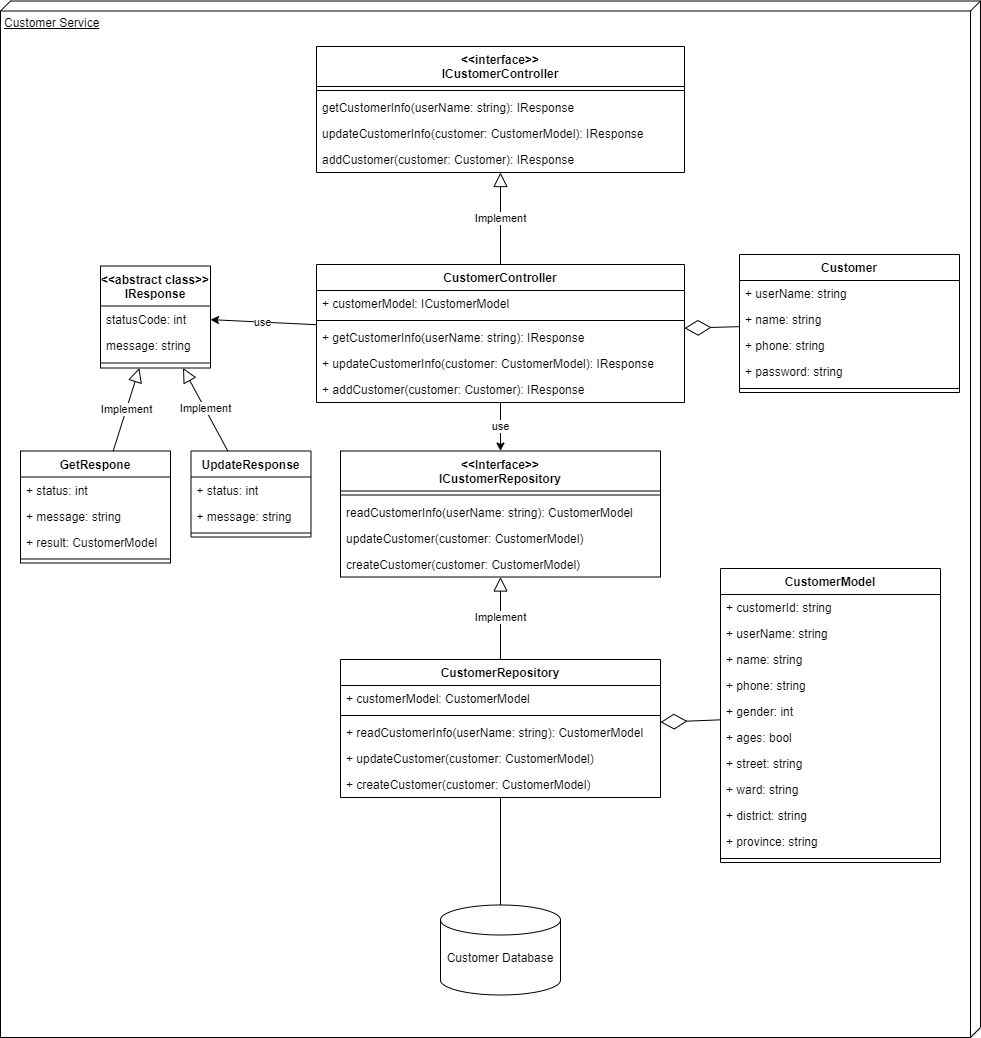 Customer Service
<<interface>>
ICustomerController
getCustomerInfo(userName: string): IResponse
updateCustomerInfo(customer: CustomerModel): IResponse
addCustomer(customer: Customer): IResponse
Implement
<<abstract class>>
IResponse
statusCode: int
message: string
use
CustomerController
+ customerModel: ICustomerModel
+ getCustomerInfo(userName: string): IResponse
+ updateCustomerInfo(customer: CustomerModel): IResponse
+ addCustomer(customer: Customer): IResponse
Customer
+ userName: string
+ name: string
+ phone: string
+ password: string
Implement
Implement
use
GetRespone
+ status: int
+ message: string
+ result: CustomerModel
UpdateResponse
+ status: int
+ message: string
<<Interface>>
ICustomerRepository
readCustomerInfo(userName: string): CustomerModel
updateCustomer(customer: CustomerModel)
createCustomer(customer: CustomerModel)
Implement
CustomerRepository
+ customerModel: CustomerModel
+ readCustomerInfo(userName: string): CustomerModel
+ updateCustomer(customer: CustomerModel)
+ createCustomer(customer: CustomerModel)
CustomerModel
+ customerId: string
+ userName: string
+ name: string
+ phone: string
+ gender: int
+ ages: bool
+ street: string
+ ward: string
+ district: string
+ province: string
Customer Database